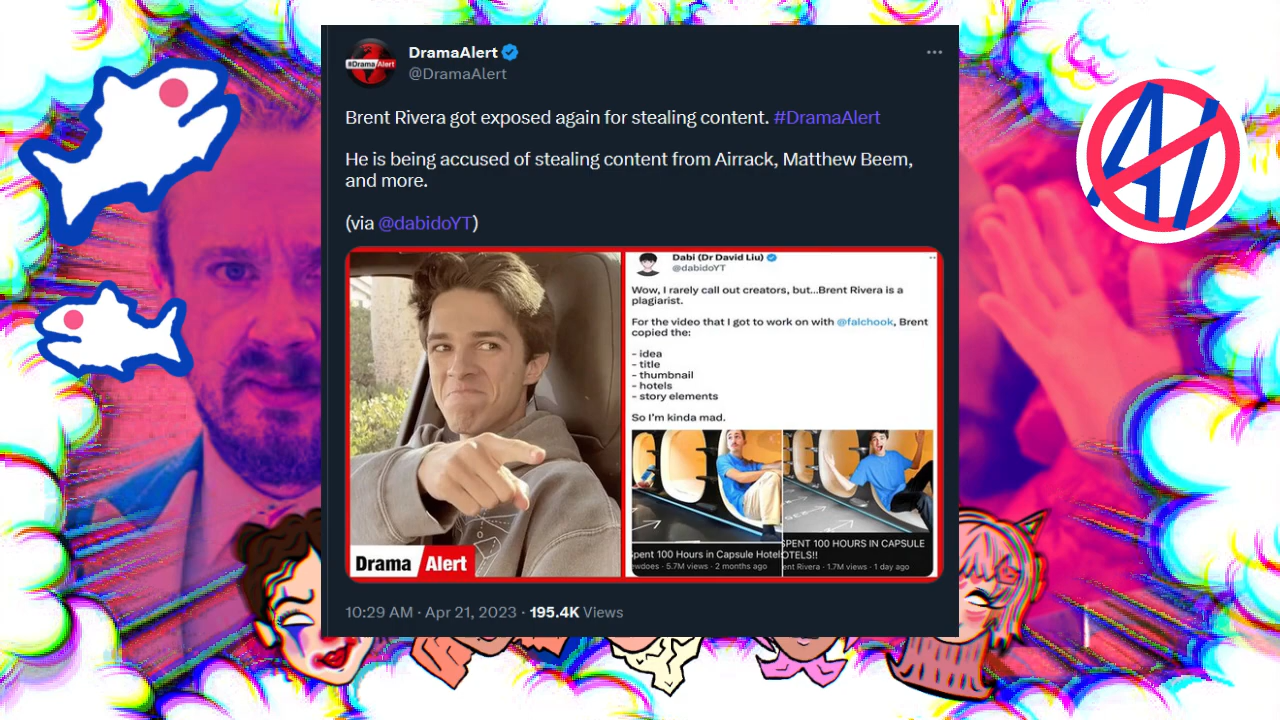 DramaAlert
@DramaAlert
#Drama Alert
Brent Rivera got exposed again for stealing content. #DramaAlert
He is being accused of stealing content from Airrack, Matthew Beem,
and more.
(via @dabidoYT)
Dabi (Dr David Liu)
@dabidoYT
Wow, I rarely call out creators, but...Brent Rivera is a
plagiarist.
For the video that I got to work on with @falchook, Brent
copied the:
- idea
- title
- thumbnail
- hotels
- story elements
So I'm kinda mad.
pent 100 Hours in Capsule Hotel
ewdoes · 5.7M views · 2 months ago
SPENT 100 HOURS IN CAPSULE
OTELS!!
ent Rivera · 1.7M views · 1 day ago
Drama Alert
10:29 AM · Apr 21, 2023 · 195.4K Views
AI